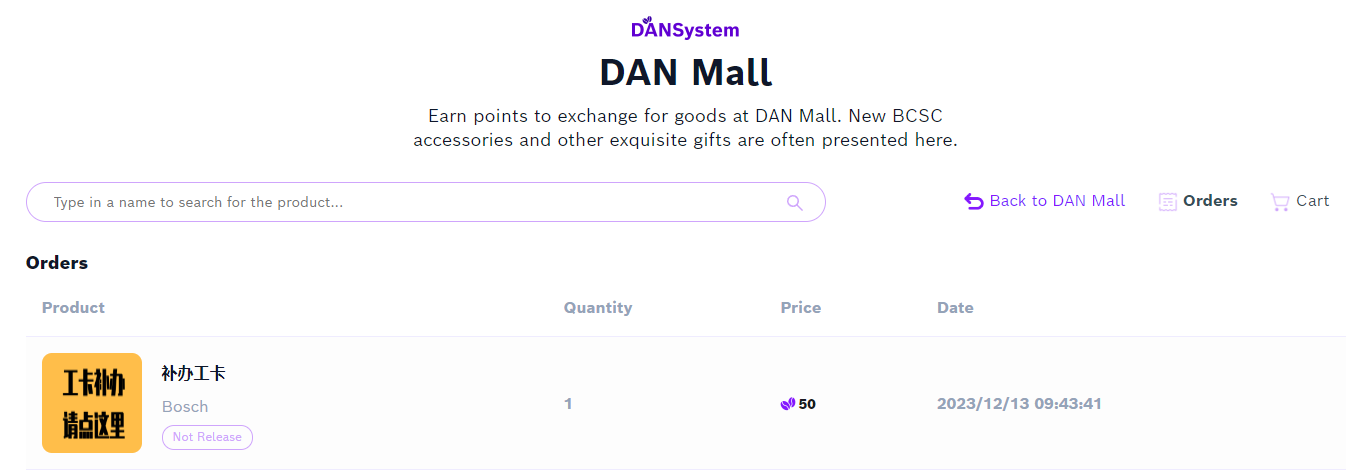 DANSystem
DAN Mall
Earn points to exchange for goods at DAN Mall. New BCSC
accessories and other exquisite gifts are often presented here.
Type in a name to search for the product...
Back to DAN Mall
Orders
Cart
Orders
Product
Quantity
Price
Date
工卡补办
请点这里
补办工卡
Bosch
Not Release
1
50
2023/12/13 09:43:41